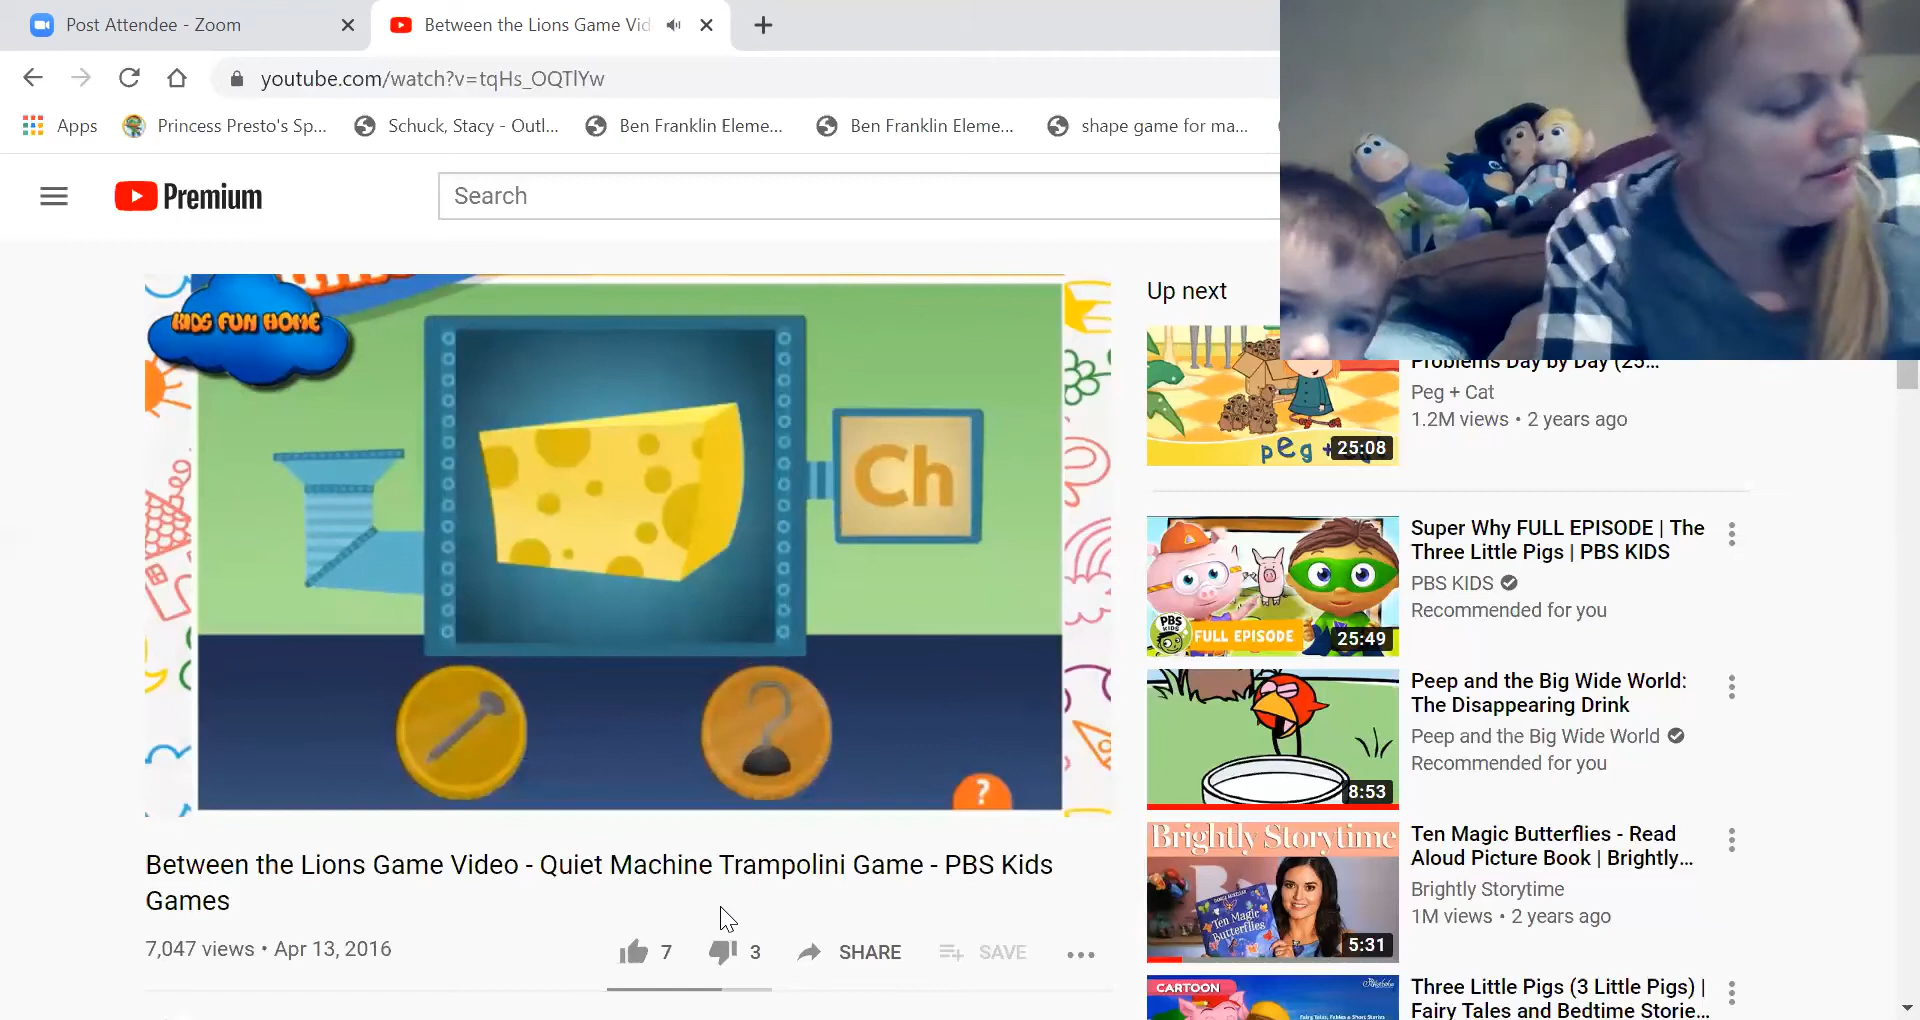 Post Attendee - Zoom
Between the Lions Game Vid
youtube.com/watch?v=tqHs_OQTlYw
Apps
Princess Presto's Sp...
Schuck, Stacy - Outl...
Ben Franklin Eleme...
Ben Franklin Eleme...
shape game for ma...
Premium
Search
KIDS FUN HOME
Ch
?
Between the Lions Game Video - Quiet Machine Trampolini Game - PBS Kids
Games
7,047 views • Apr 13, 2016
7
3
SHARE
SAVE
Up next
peg +
25:08
Problems Day by Day (25...
Peg + Cat
1.2M views • 2 years ago
PBS
KIDS
FULL EPISODE
25:49
Super Why FULL EPISODE | The
Three Little Pigs | PBS KIDS
PBS KIDS
Recommended for you
8:53
Peep and the Big Wide World:
The Disappearing Drink
Peep and the Big Wide World
Recommended for you
Brightly Storytime
Ten Magic
Butterflies
5:31
Ten Magic Butterflies - Read
Aloud Picture Book | Brightly...
Brightly Storytime
1M views • 2 years ago
CARTOON
Three Little Pigs (3 Little Pigs) |
Fairy Tales and Bedtime Storie...